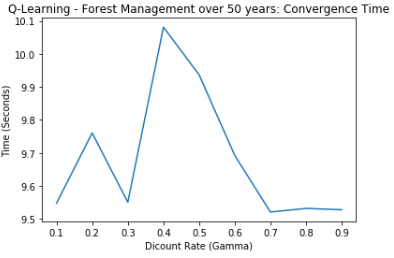 Q-Learning - Forest Management over 50 years: Convergence Time
10.1
10.0
9.9
9.8
9.7
9.6
9.5
Time (Seconds)
0.1 0.2 0.3 0.4 0.5 0.6 0.7 0.8 0.9
Dicount Rate (Gamma)